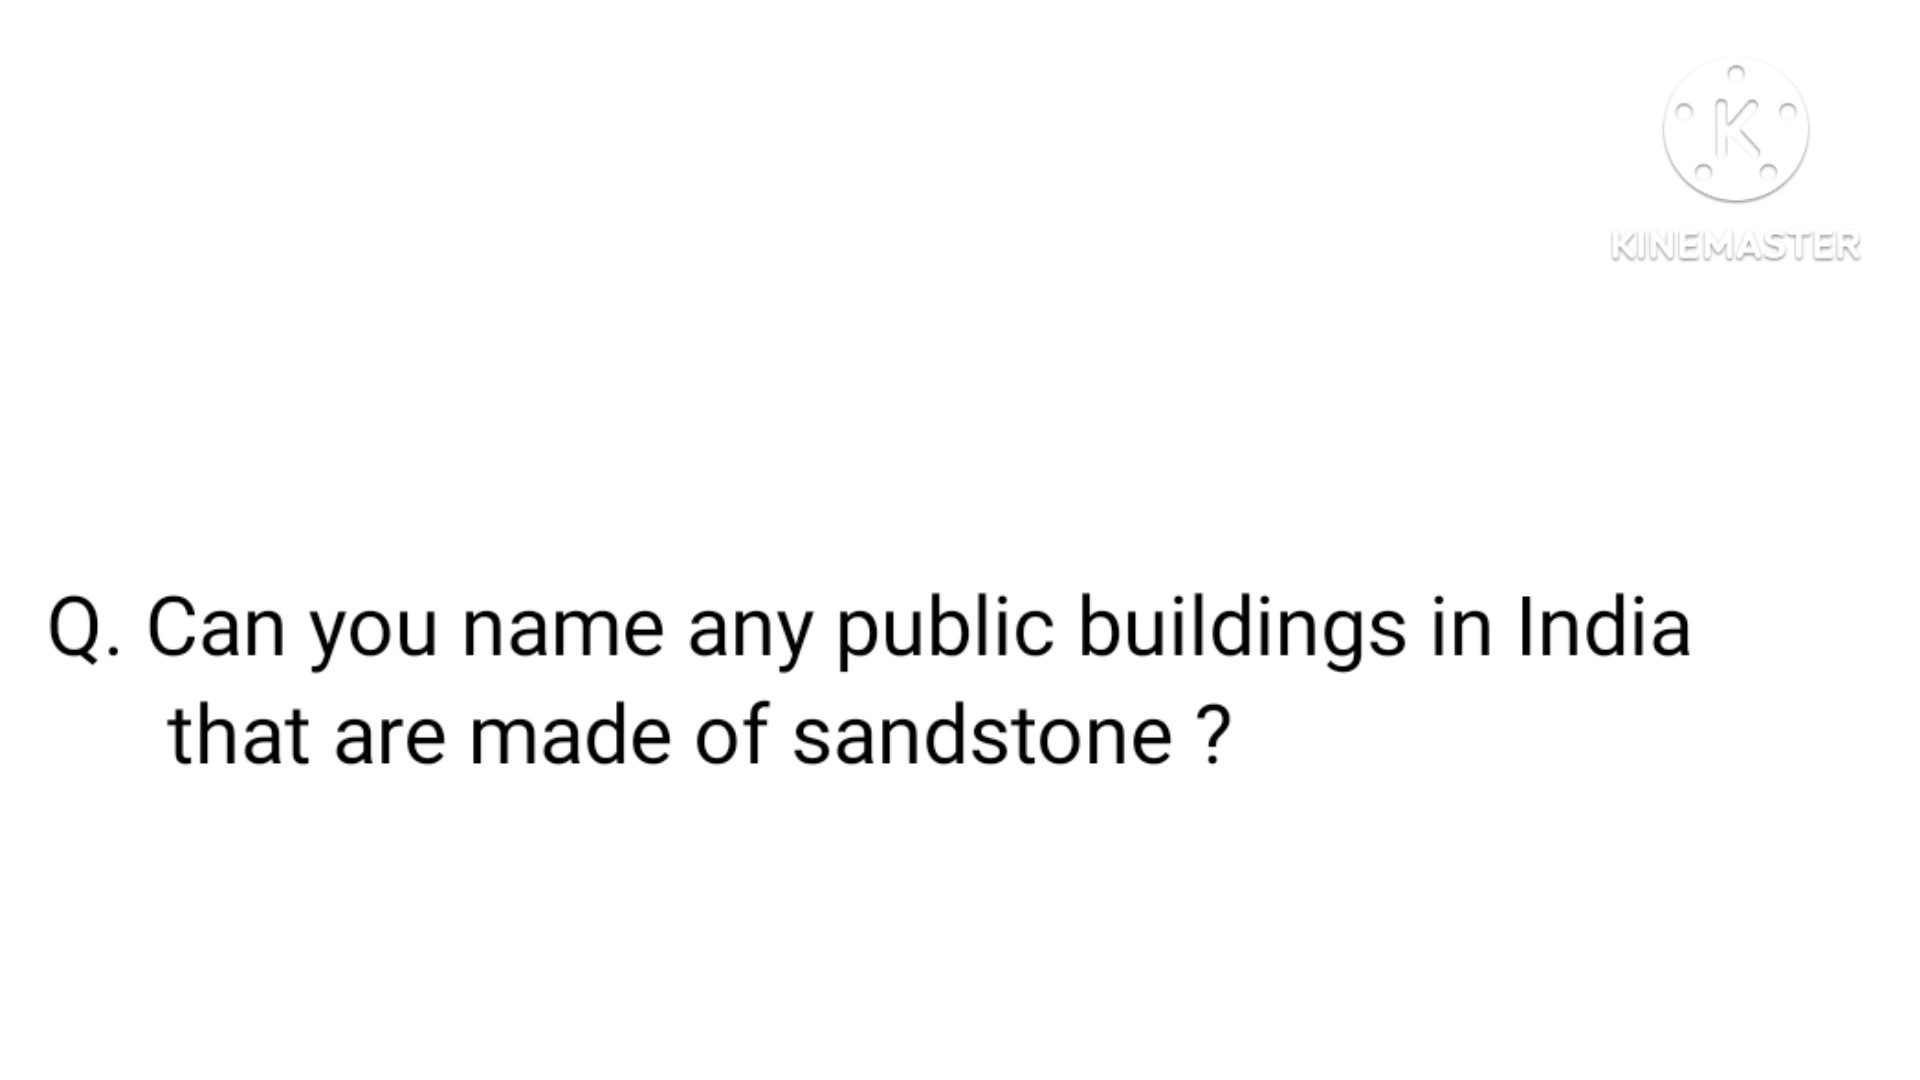 K
KINEMASTER
Q. Can you name any public buildings in India
that are made of sandstone ?